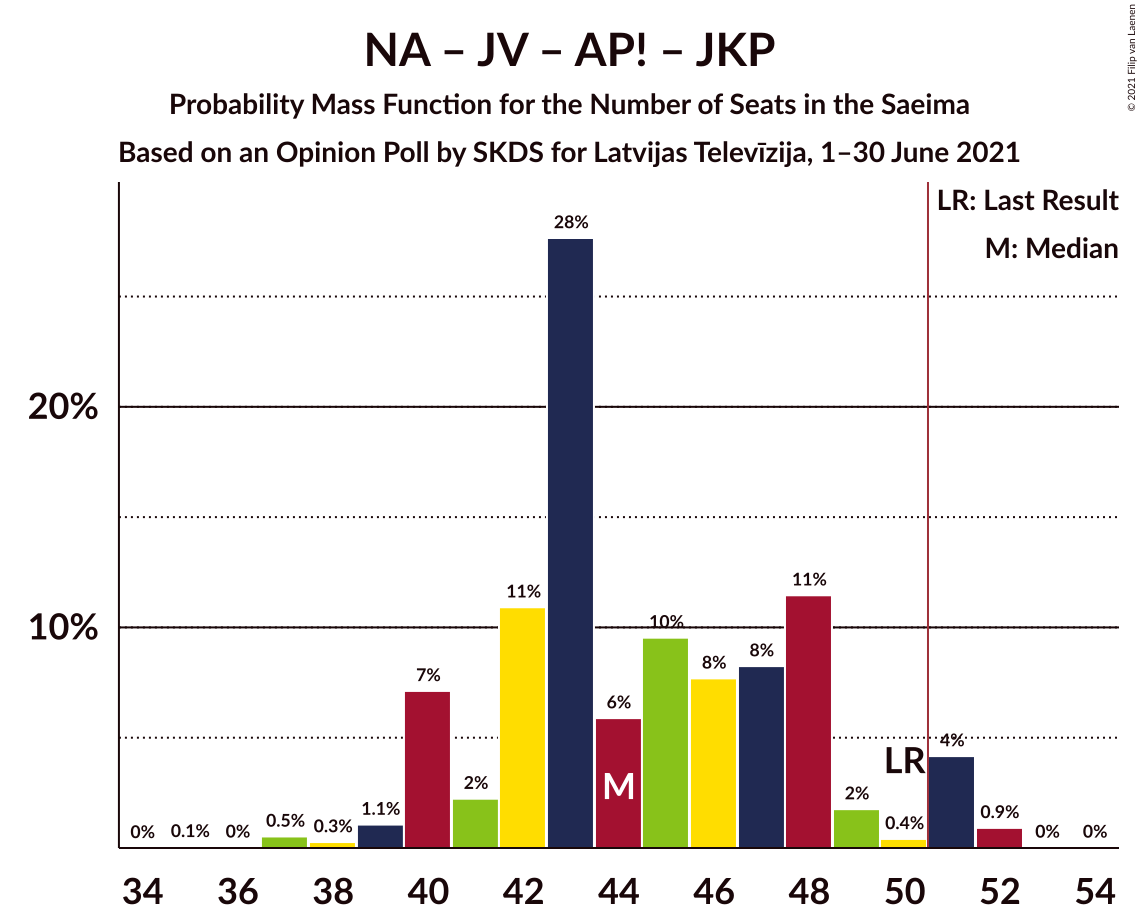 NA – JV – AP! – JKP
Probability Mass Function for the Number of Seats in the Saeima
Based on an Opinion Poll by SKDS for Latvijas Televīzija, 1–30 June 2021
© 2021 Filip van Laenen
LR: Last Result
M: Median
20%
10%
0%
0.1%
0%
0.5%
0.3%
1.1%
7%
2%
11%
28%
6%
10%
8%
8%
11%
2%
0.4%
4%
0.9%
0%
0%
M
LR
34 36 38 40 42 44 46 48 50 52 54